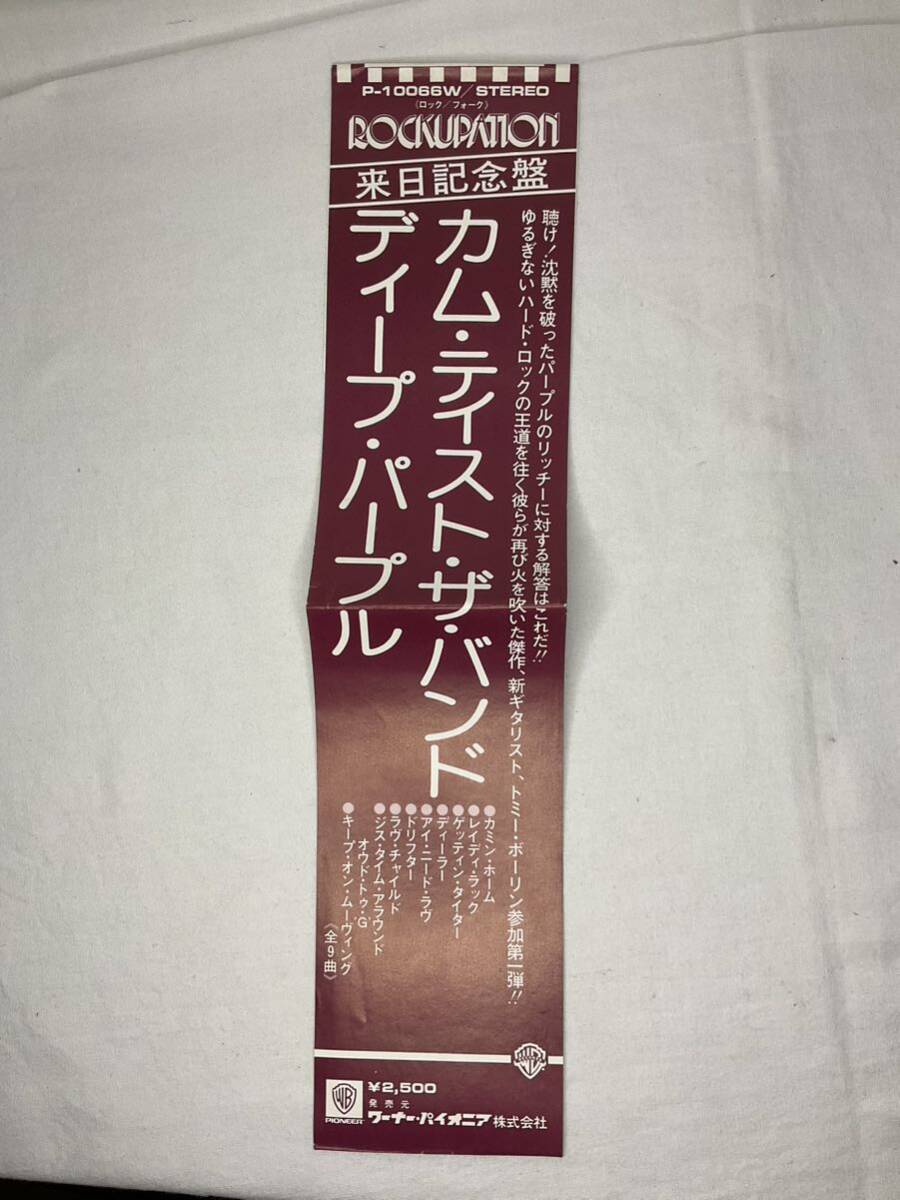 P-10066W/STEREO
(ロック/フォーク)
ROCKUPATION
来日記念盤
聴け!沈黙を破ったパープルのリッチーに対する解答はこれだ!!
ゆるぎないハード・ロックの王道を往く彼らが再び火を吹いた傑作、新ギタリスト、トミー・ボーリン参加第一弾!!
カム・テイスト・ザ・バンド
ディープ・パープル
●カミン・ホーム
●レイディ・ラック
●ゲッティン・タイター
●ディーラー
●アイ・ニード・ラヴ
●ドリフター
●ラヴ・チャイルド
●ジス・タイム・アラウンド
オウド・トゥ・'G'
●キープ・オン・ムーヴィング
〈全9曲〉
WB
PIONEER
¥2,500
発売元
ワーナー・パイオニア株式会社